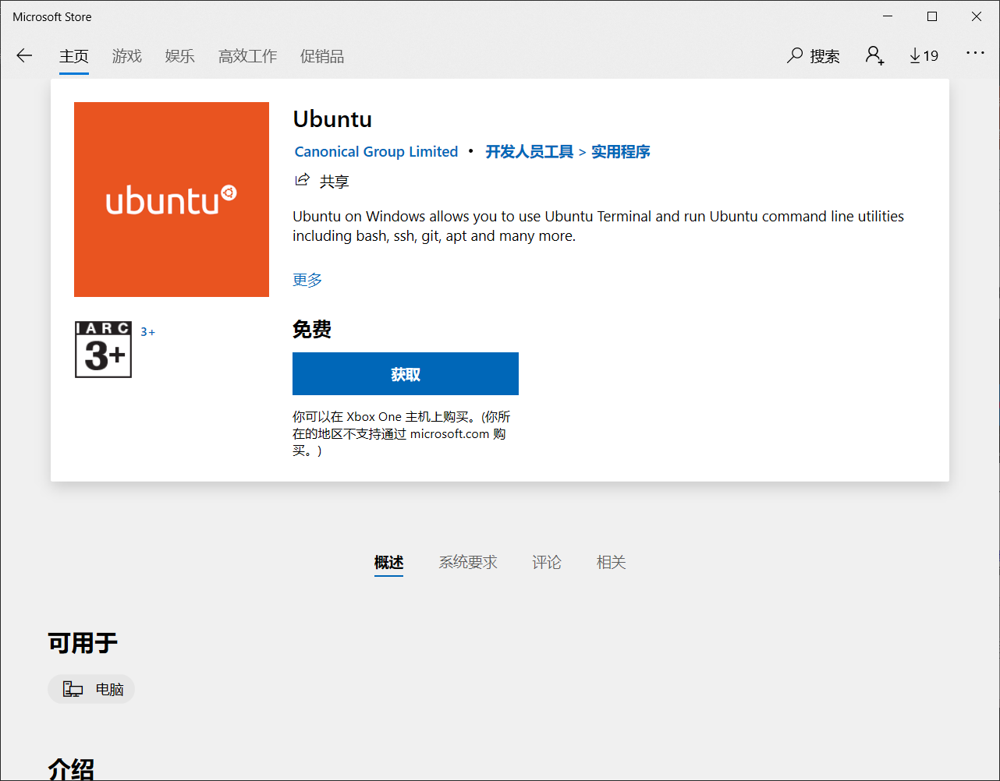 Microsoft Store
主页 游戏 娱乐 高效工作 促销品 搜索 19
ubuntu
Ubuntu
Canonical Group Limited • 开发人员工具 > 实用程序
共享
Ubuntu on Windows allows you to use Ubuntu Terminal and run Ubuntu command line utilities
including bash, ssh, git, apt and many more.
更多
IARC
3+
3+
免费
获取
你可以在 Xbox One 主机上购买。(你所
在的地区不支持通过 microsoft.com 购
买。)
概述 系统要求 评论 相关
可用于
电脑
介绍